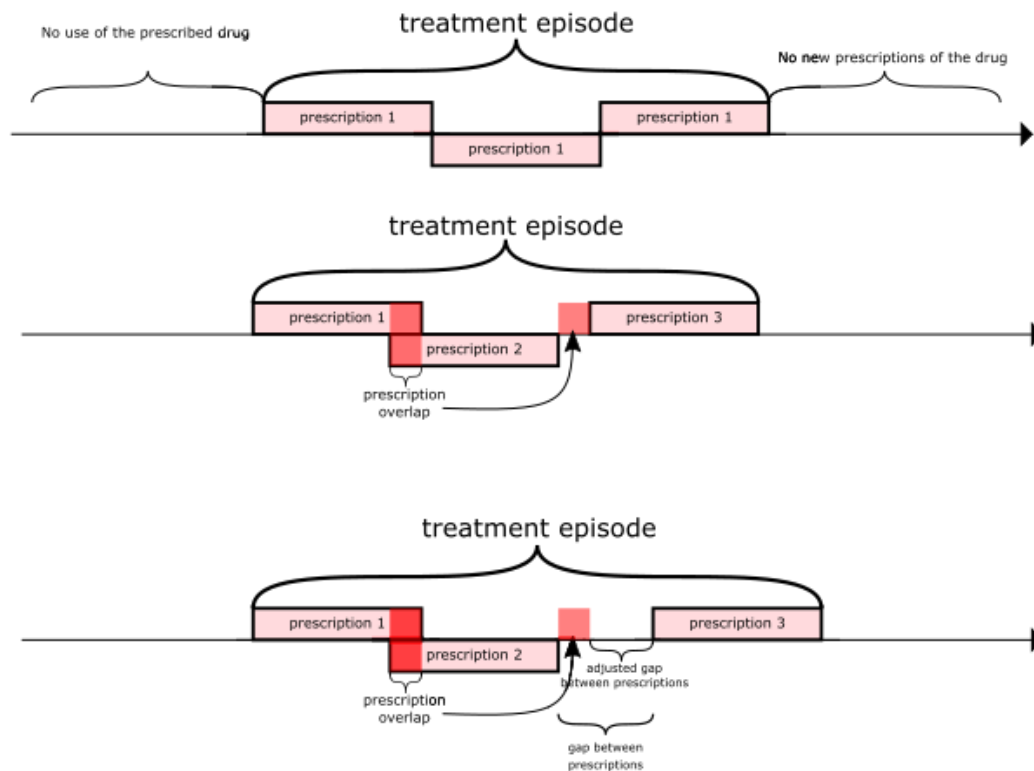 treatment episode
No use of the prescribed drug
No new prescriptions of the drug
prescription 1
prescription 1
prescription 1
treatment episode
prescription 1
prescription 3
prescription 2
prescription
overlap
treatment episode
prescription 1
prescription 3
prescription 2
adjusted gap
between prescriptions
prescription
overlap
gap between
prescriptions